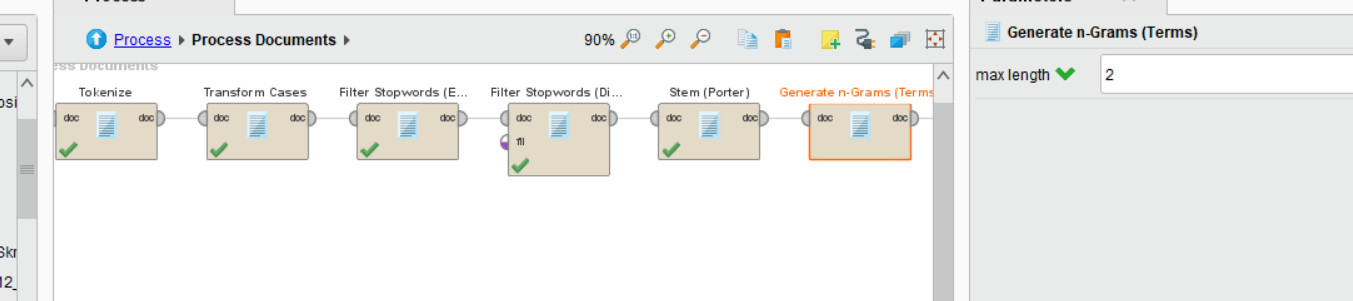 Process
Parameters
Process Documents
90%
Generate n-Grams (Terms)
max length
2
ess Documents
Tokenize
Transform Cases
Filter Stopwords (E...
Filter Stopwords (Di...
Stem (Porter)
Generate n-Grams (Terms
doc doc
doc doc
doc doc
doc doc
fil
doc doc
doc doc
osi
Skr
12_